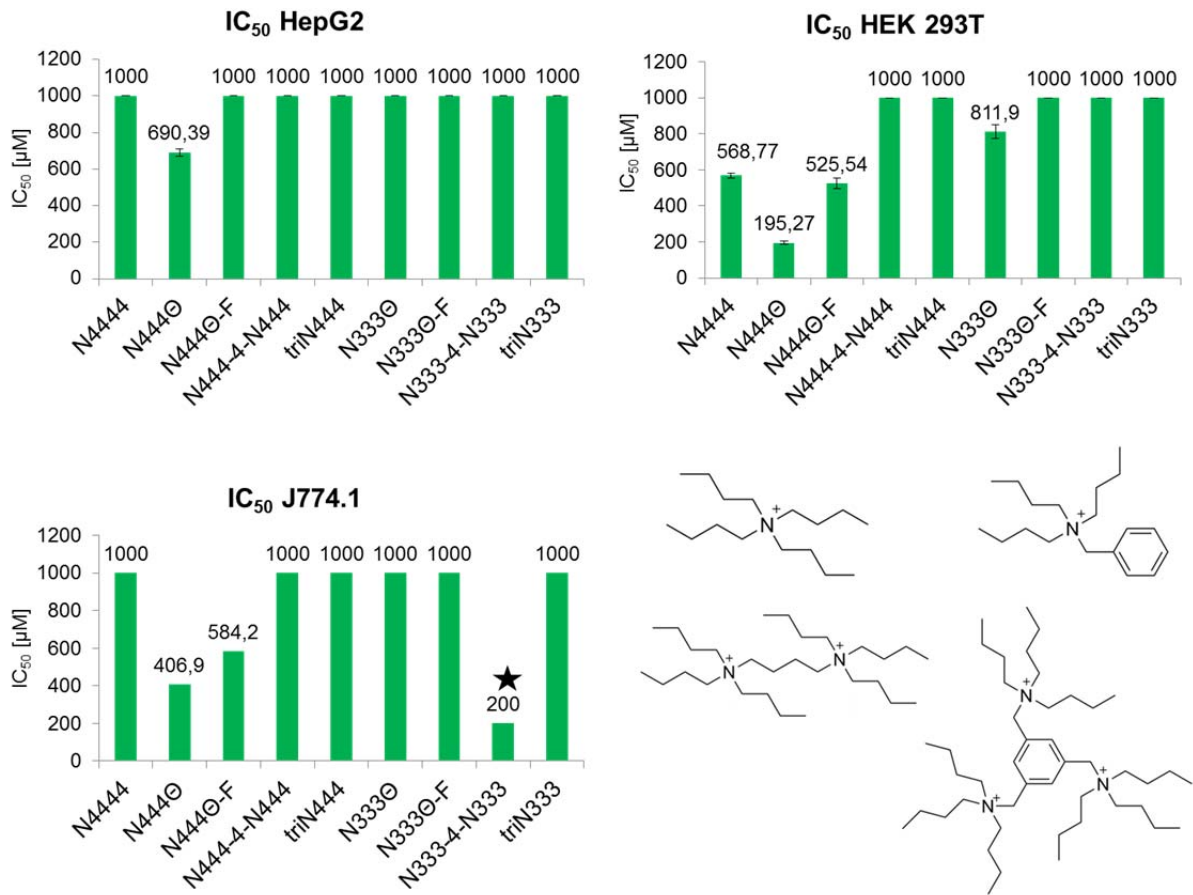 IC50 HepG2
IC50 [µM]
1200
1000
800
600
400
200
0
1000
690,39
1000
1000
1000
1000
1000
1000
1000
N4444
N444Θ
N444Θ-F
N444-4-N444
triN444
N333Θ
N333Θ-F
N333-4-N333
triN333
IC50 HEK 293T
IC50 [µM]
1200
1000
800
600
400
200
0
568,77
195,27
525,54
1000
1000
811,9
1000
1000
1000
N4444
N444Θ
N444Θ-F
N444-4-N444
triN444
N333Θ
N333Θ-F
N333-4-N333
triN333
IC50 J774.1
IC50 [µM]
1200
1000
800
600
400
200
0
1000
406,9
584,2
1000
1000
1000
1000
200
1000
N4444
N444Θ
N444Θ-F
N444-4-N444
triN444
N333Θ
N333Θ-F
N333-4-N333
triN333
N+
N+
N+
N+
N+
N+
N+